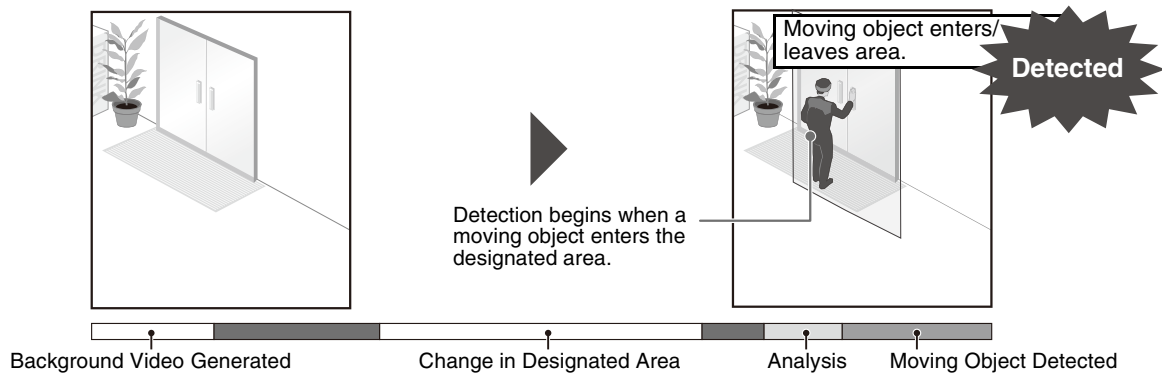 Moving object enters/
leaves area.
Detected
Detection begins when a
moving object enters the
designated area.
Background Video Generated
Change in Designated Area
Analysis
Moving Object Detected